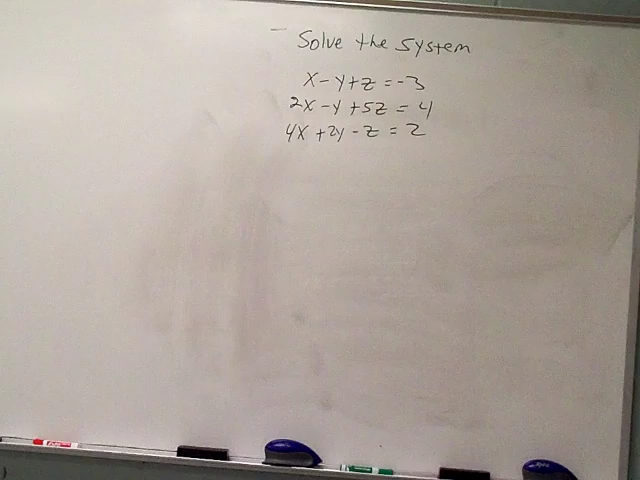 Solve the system
x - y + z = -3
2x - y + 5z = 4
4x + 2y - z = 2